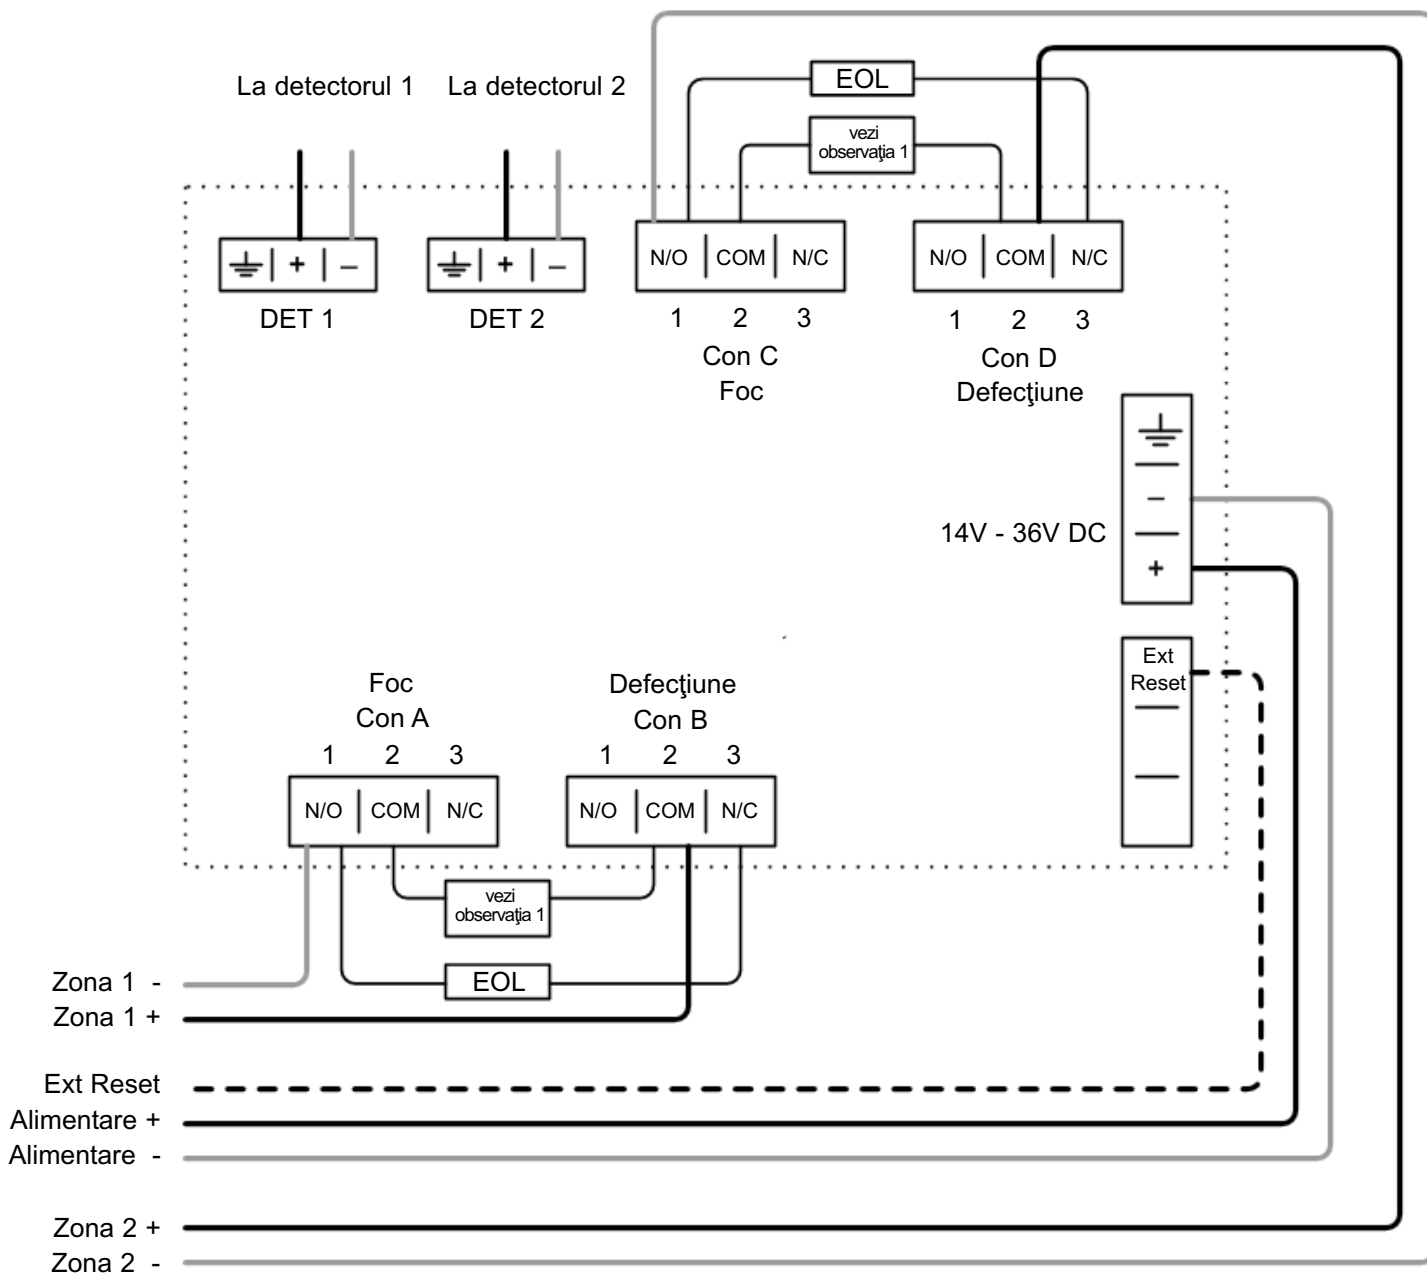 La detectorul 1
La detectorul 2
EOL
vezi
observaţia 1
+ –
DET 1
+ –
DET 2
N/O COM N/C
1 2 3
Con C
Foc
N/O COM N/C
1 2 3
Con D
Defecţiune
–
14V - 36V DC
+
Ext
Reset
Foc
Con A
1 2 3
N/O COM N/C
Defecţiune
Con B
1 2 3
N/O COM N/C
vezi
observaţia 1
EOL
Zona 1 -
Zona 1 +
Ext Reset
Alimentare +
Alimentare -
Zona 2 +
Zona 2 -